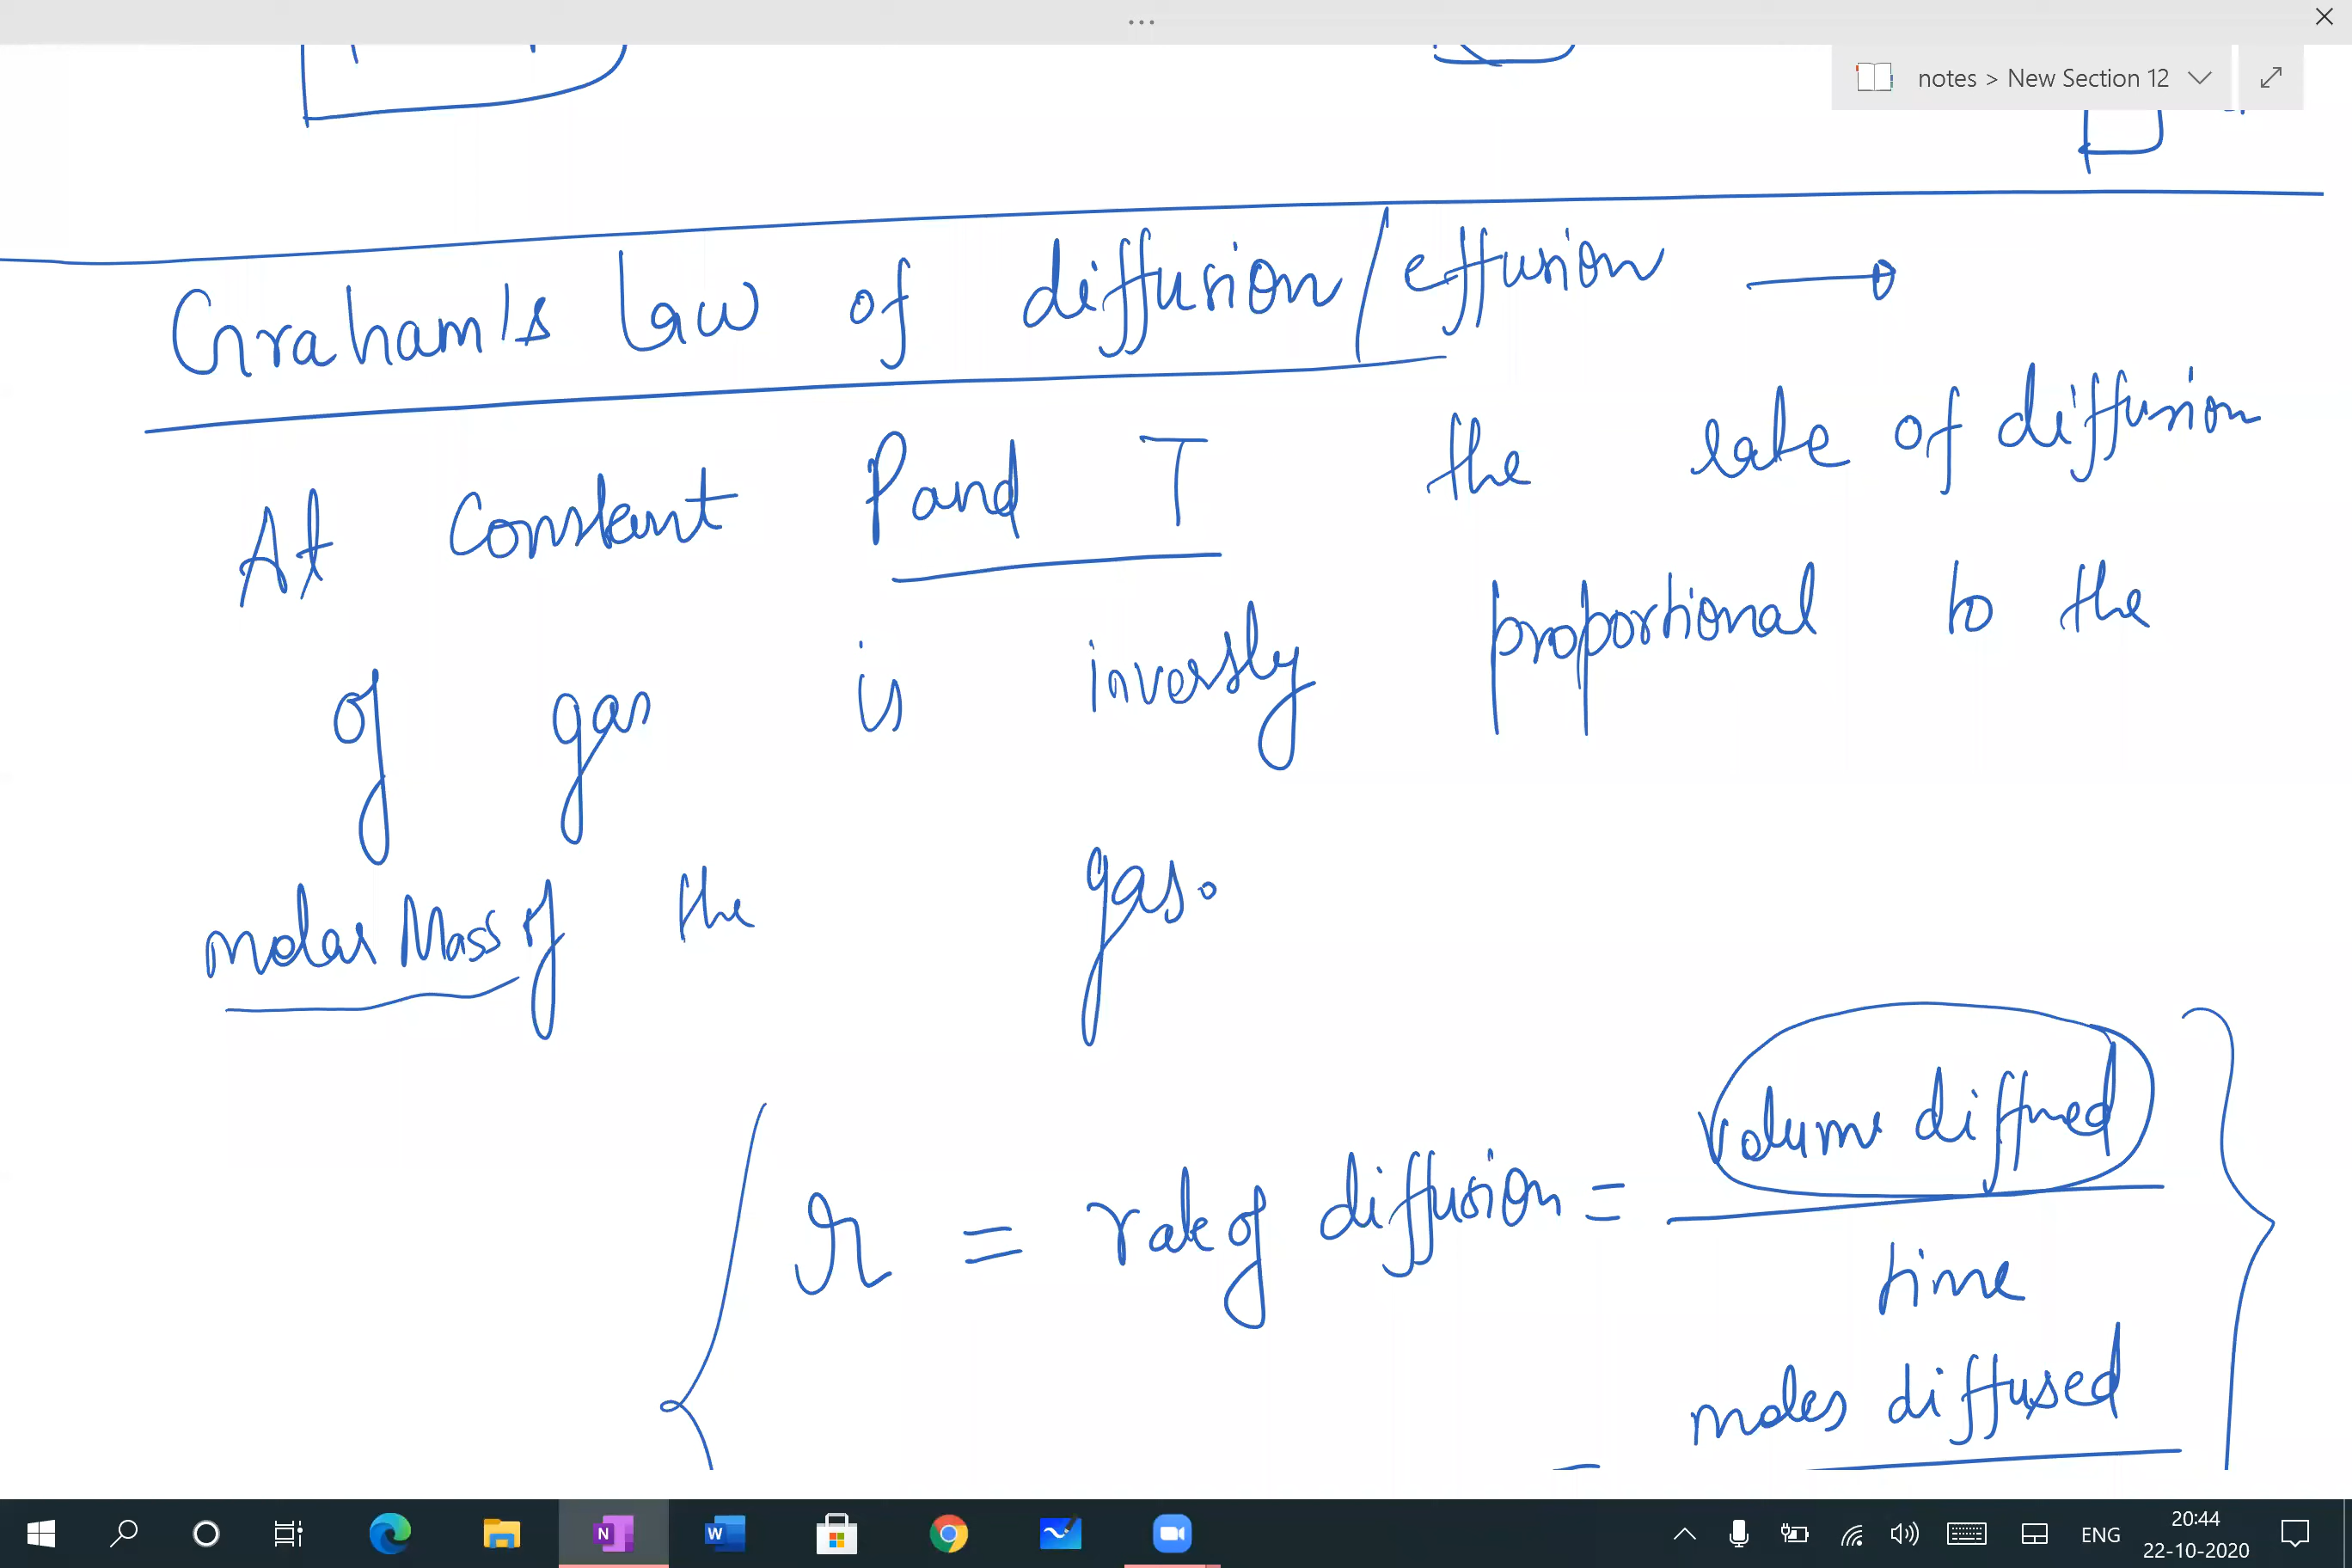 notes > New Section 12
Graham's Law of diffusion/effusion →
At Constant P and T the rate of diffusion
of gas is inversly proportional to the
molar Mass of the gas.
r = rate of diffusion = volume diffused
time
= moles diffused
ENG
20:44
22-10-2020